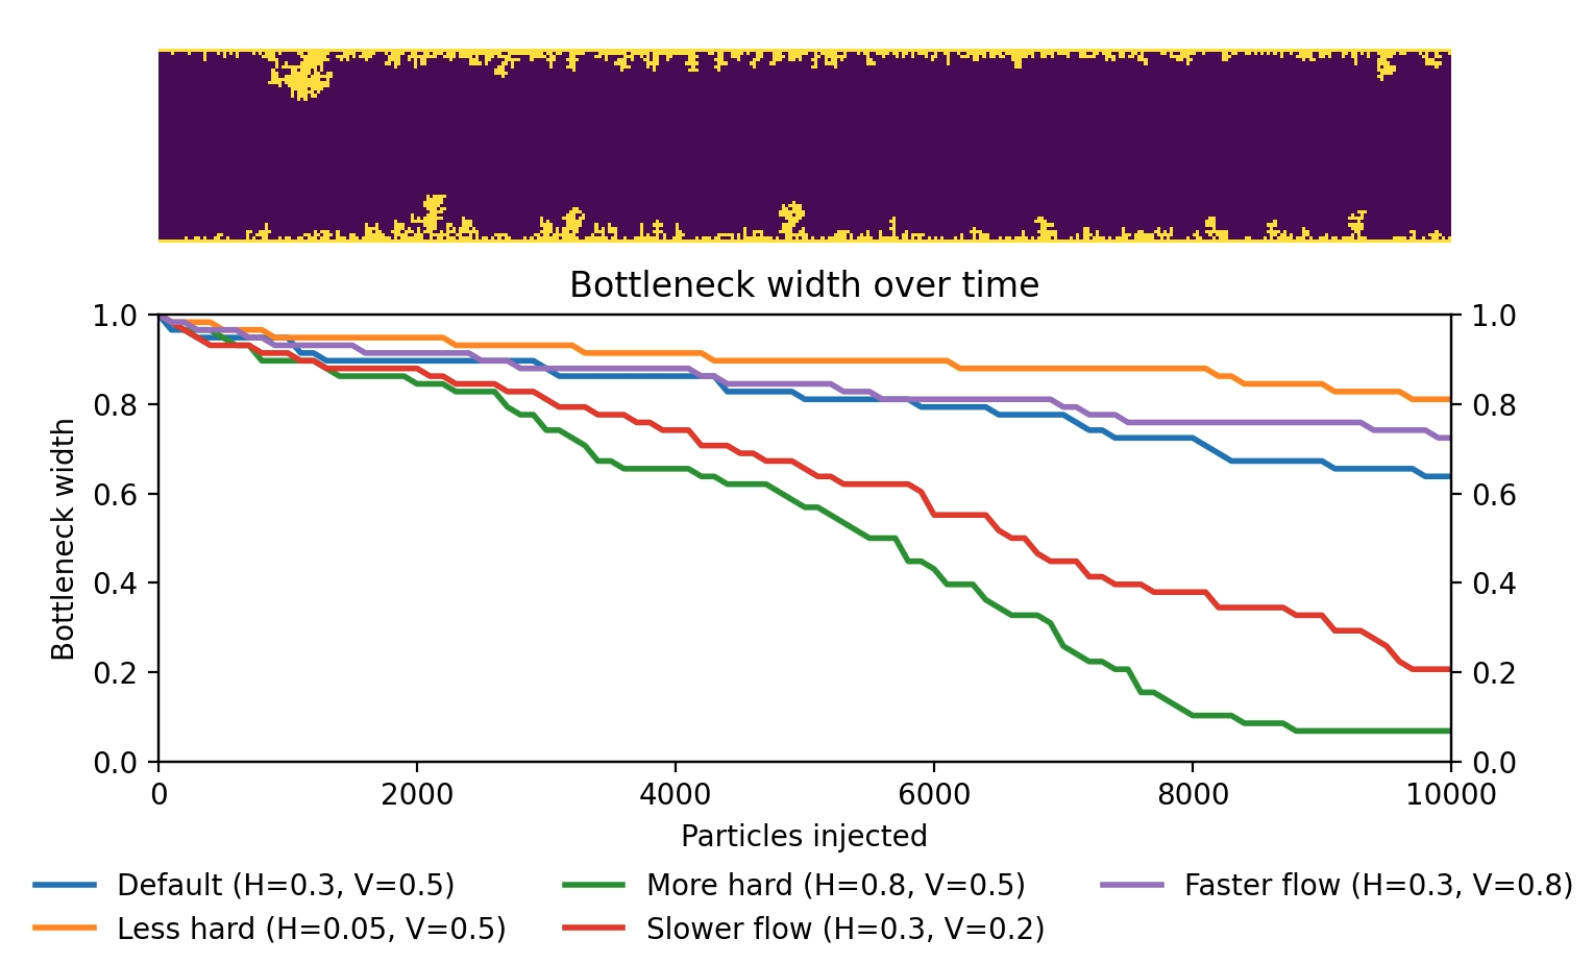 Bottleneck width over time
1.0
0.8
0.6
0.4
0.2
0.0
1.0
0.8
0.6
0.4
0.2
0.0
Bottleneck width
0 2000 4000 6000 8000 10000
Particles injected
Default (H=0.3, V=0.5)
Less hard (H=0.05, V=0.5)
More hard (H=0.8, V=0.5)
Slower flow (H=0.3, V=0.2)
Faster flow (H=0.3, V=0.8)